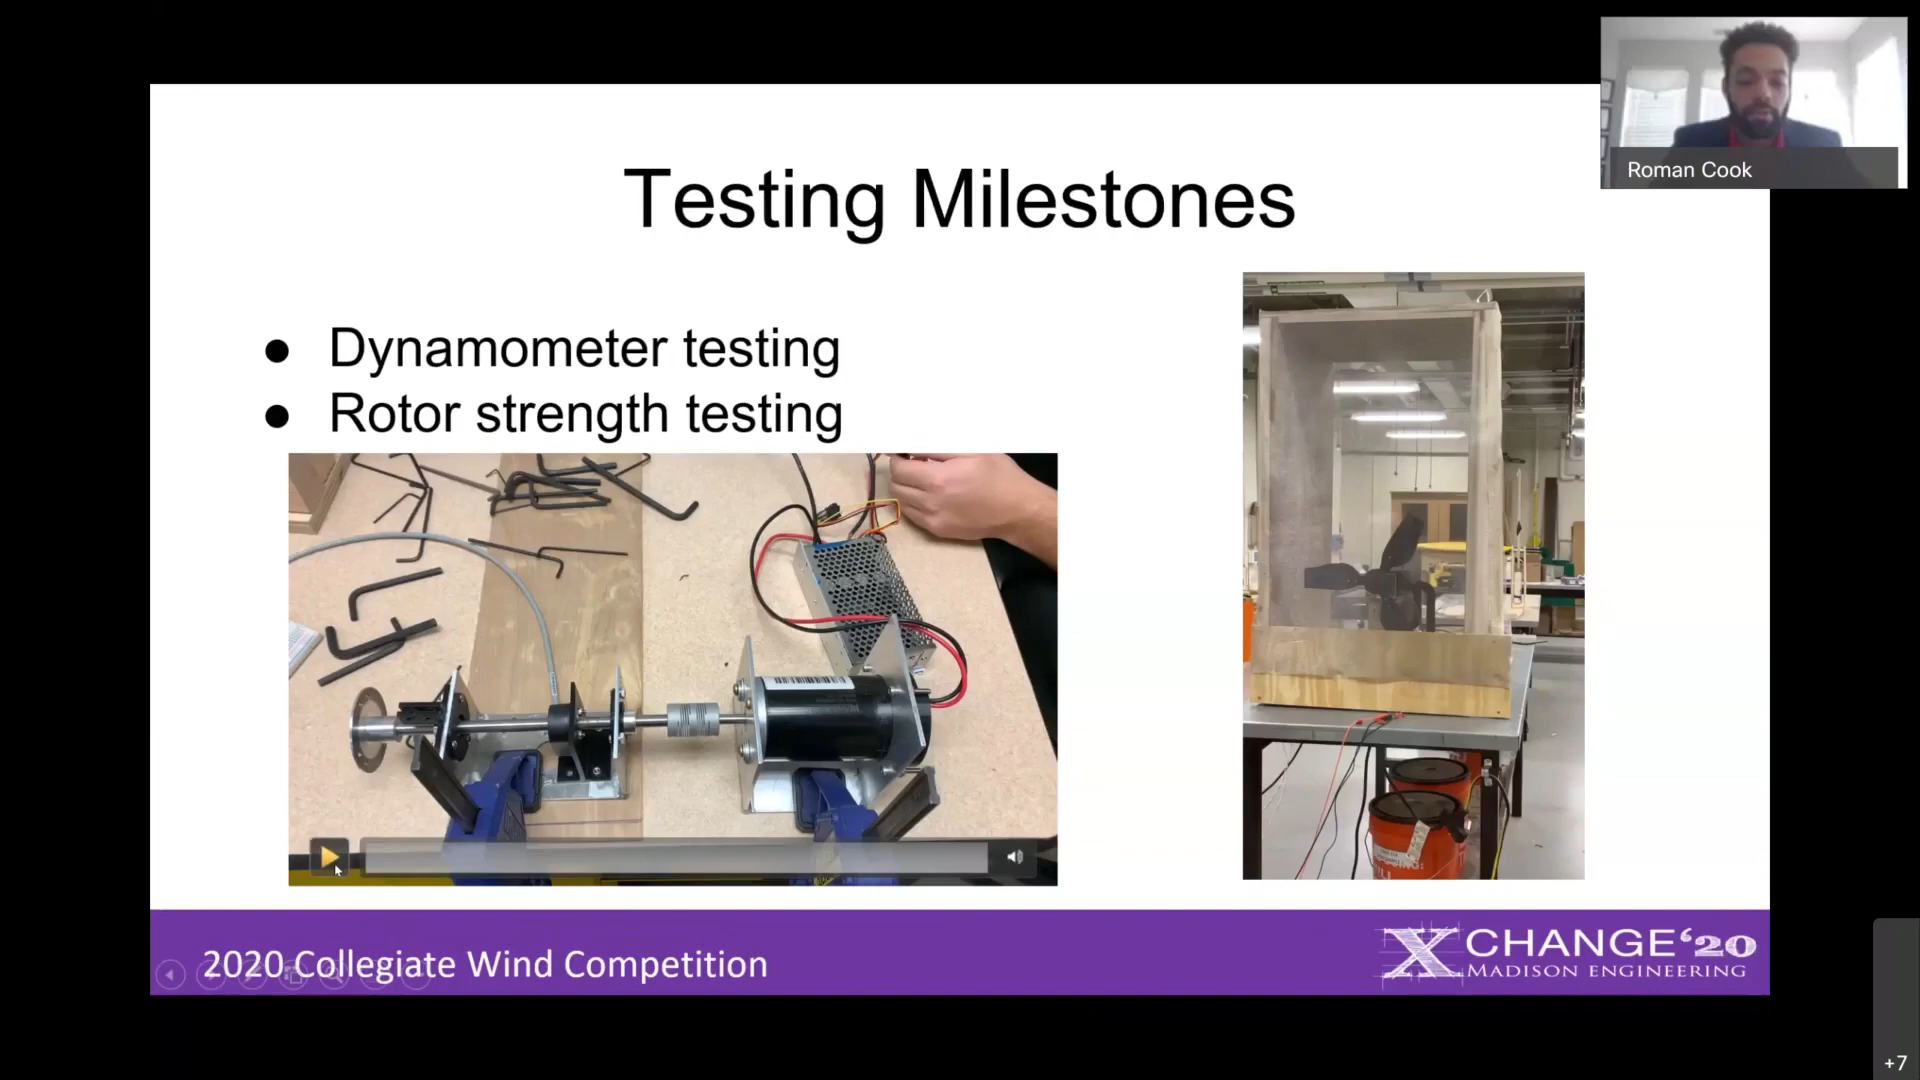 Roman Cook
Testing Milestones
● Dynamometer testing
● Rotor strength testing
2020 Collegiate Wind Competition
XCHANGE‘20
MADISON ENGINEERING
+7